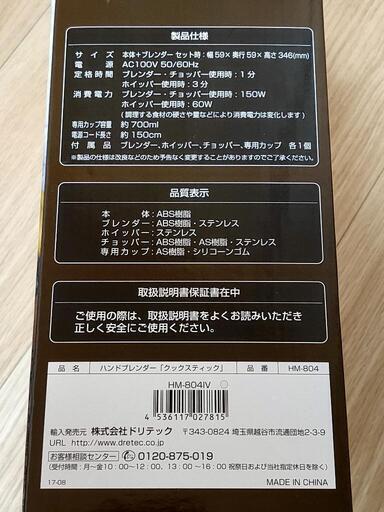 製品仕様
サイズ 本体+ブレンダー セット時：幅59×奥行59×高さ346(mm)
電源 AC100V 50/60Hz
定格時間 ブレンダー・チョッパー使用時：1分
ホイッパー使用時：3分
消費電力 ブレンダー・チョッパー使用時：150W
ホイッパー使用時：60W
(調理する食材の硬さや量などにより消費電力は変化します)
専用カップ容量 約700ml
電源コード長さ 約150cm
付属品 ブレンダー、ホイッパー、チョッパー、専用カップ 各1個
※製品の仕様は改良などのため予告なく変更することがございますのでご了承ください。
品質表示
本体：ABS樹脂
ブレンダー：ABS樹脂・ステンレス
ホイッパー：ステンレス
チョッパー：ABS樹脂・AS樹脂・ステンレス
専用カップ：AS樹脂・シリコーンゴム
取扱説明書保証書在中
ご使用の際は、取扱説明書をよくお読みいただき
正しく安全にご使用ください。
品名 ハンドブレンダー「クックスティック」 品番 HM-804
HM-804IV
4 536117 027815
輸入発売元 株式会社ドリテック 〒343-0824 埼玉県越谷市流通団地2-3-9
URL http://www.dretec.co.jp
お客様相談センター 0120-875-019
(受付時間：月〜金10：00〜12：00、13：00〜16：00 祝祭日および当社指定休日を除く)
17-08 MADE IN CHINA